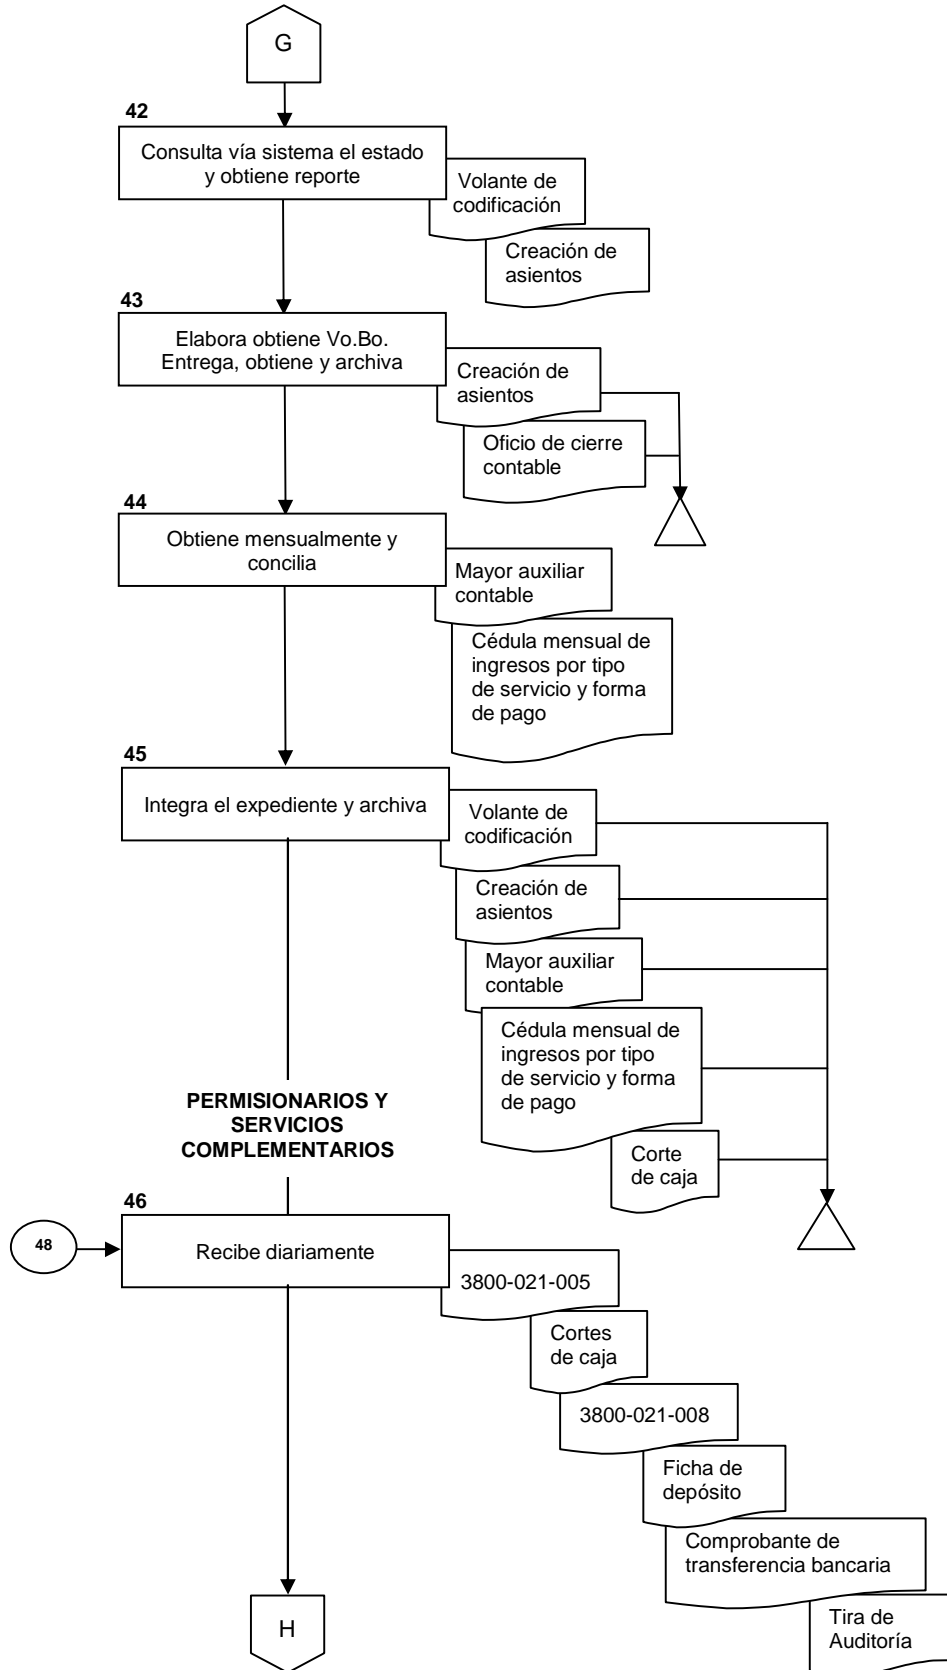 G
42
Consulta vía sistema el estado
y obtiene reporte
Volante de
codificación
Creación de
asientos
43
Elabora obtiene Vo.Bo.
Entrega, obtiene y archiva
Creación de
asientos
Oficio de cierre
contable
44
Obtiene mensualmente y
concilia
Mayor auxiliar
contable
Cédula mensual de
ingresos por tipo
de servicio y forma
de pago
45
Integra el expediente y archiva
Volante de
codificación
Creación de
asientos
Mayor auxiliar
contable
Cédula mensual de
ingresos por tipo
de servicio y forma
de pago
Corte
de caja
PERMISIONARIOS Y
SERVICIOS
COMPLEMENTARIOS
46
48
Recibe diariamente
3800-021-005
Cortes
de caja
3800-021-008
Ficha de
depósito
Comprobante de
transferencia bancaria
Tira de
Auditoría
H